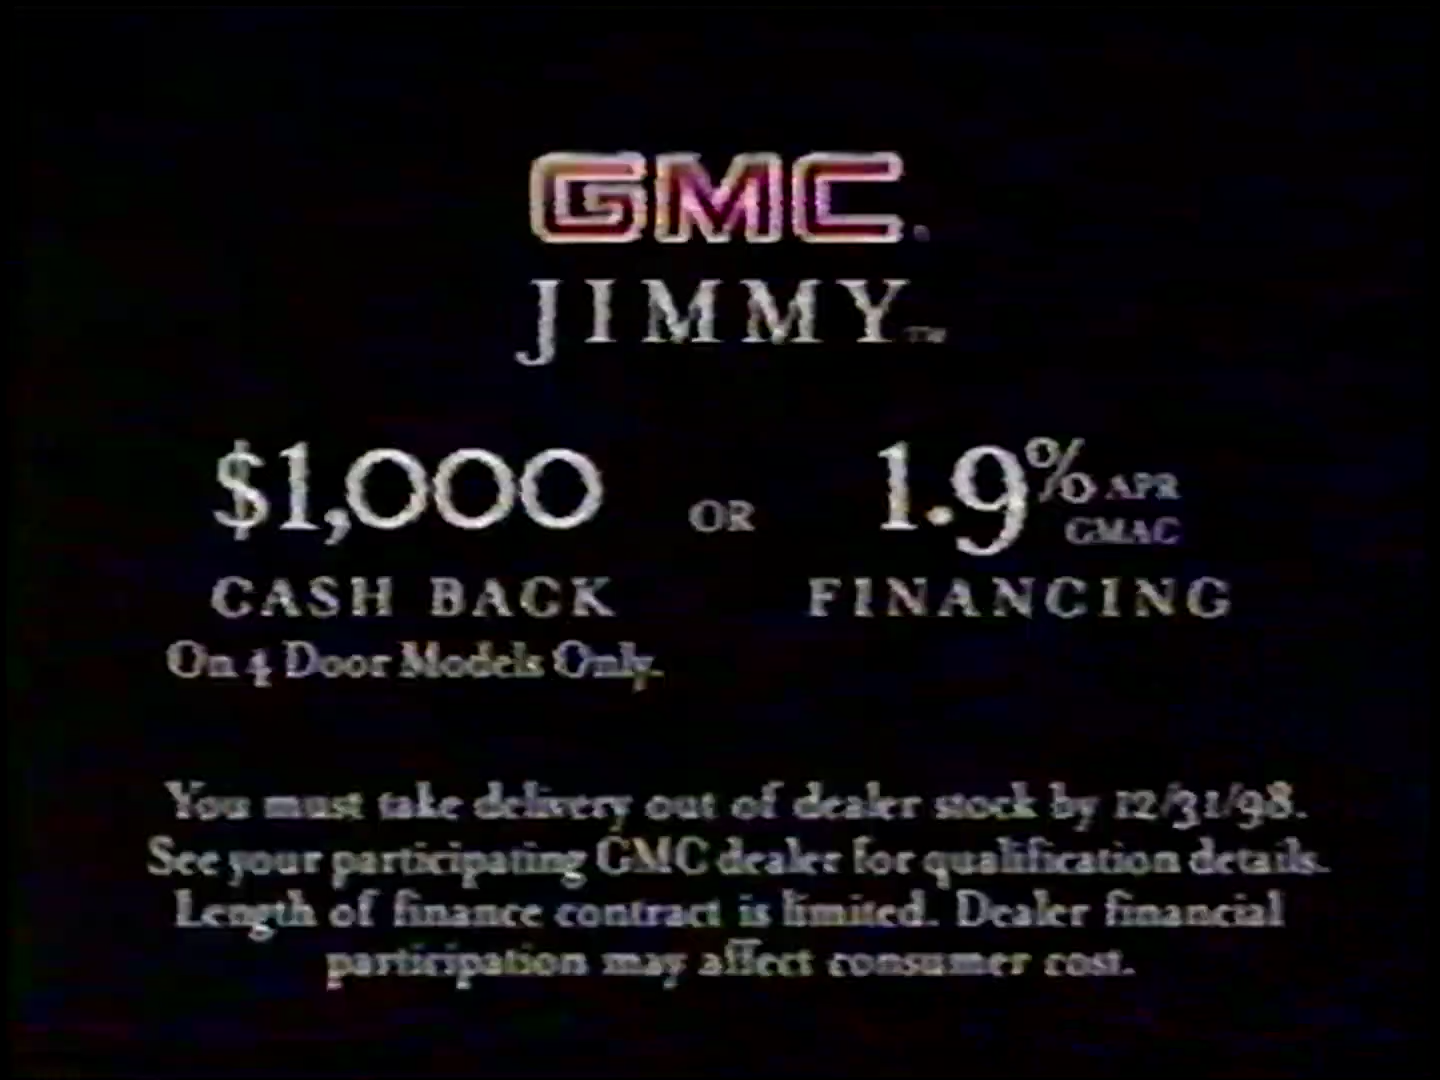 GMC
JIMMY™
$1,000 OR 1.9% APR GMAC
CASH BACK FINANCING
On 4 Door Models Only.
You must take delivery out of dealer stock by 12/31/98.
See your participating GMC dealer for qualification details.
Length of finance contract is limited. Dealer financial
participation may affect consumer cost.